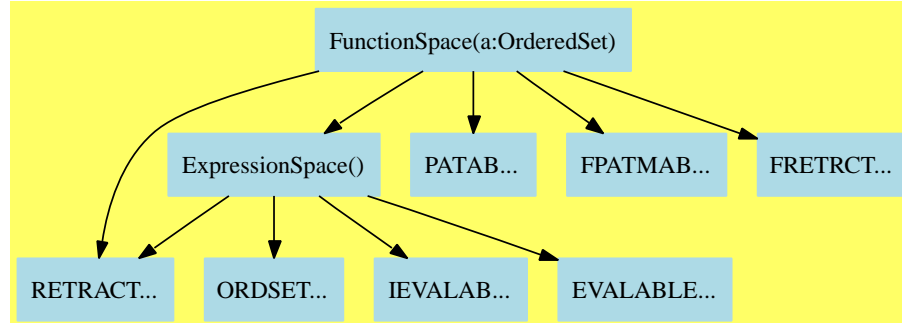 FunctionSpace(a:OrderedSet)
ExpressionSpace()
PATAB...
FPATMAB...
FRETRCT...
RETRACT...
ORDSET...
IEVALAB...
EVALABLE...